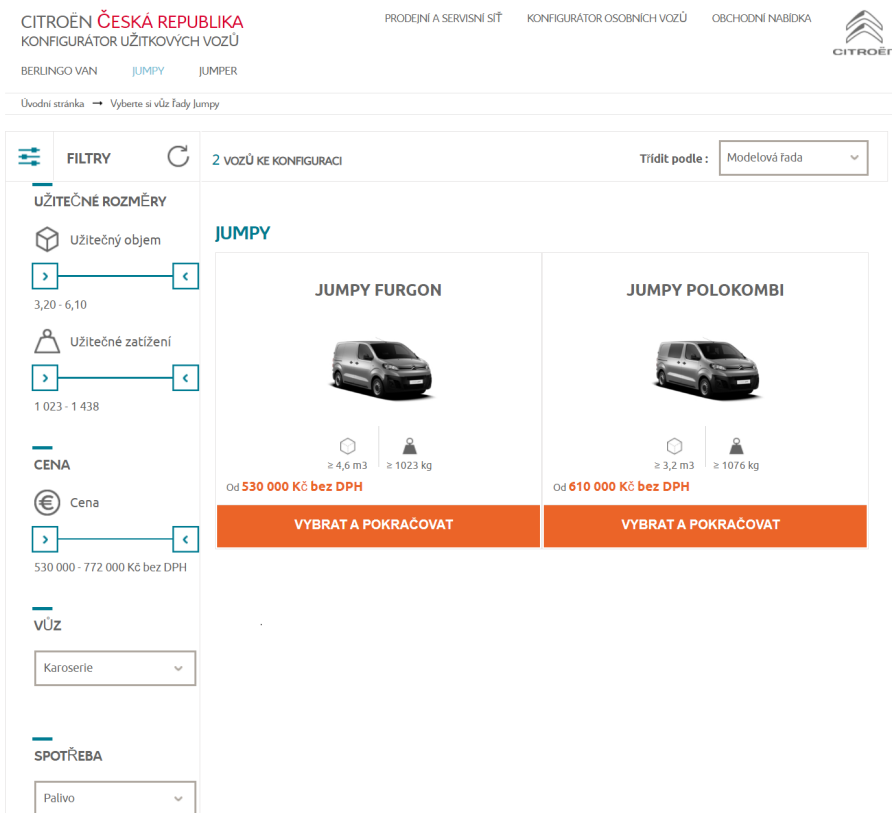 CITROËN ČESKÁ REPUBLIKA
KONFIGURÁTOR UŽITKOVÝCH VOZŮ
PRODEJNÍ A SERVISNÍ SÍŤ
KONFIGURÁTOR OSOBNÍCH VOZŮ
OBCHODNÍ NABÍDKA
CITROËN
BERLINGO VAN
JUMPY
JUMPER
Úvodní stránka → Vyberte si vůz řady Jumpy
FILTRY
2 VOZŮ KE KONFIGURACI
Třídit podle :
Modelová řada
UŽITEČNÉ ROZMĚRY
Užitečný objem
3,20 - 6,10
Užitečné zatížení
1 023 - 1 438
CENA
Cena
530 000 - 772 000 Kč bez DPH
VŮZ
Karoserie
SPOTŘEBA
Palivo
JUMPY
JUMPY FURGON
≥ 4,6 m3
≥ 1023 kg
Od 530 000 Kč bez DPH
VYBRAT A POKRAČOVAT
JUMPY POLOKOMBI
≥ 3,2 m3
≥ 1076 kg
Od 610 000 Kč bez DPH
VYBRAT A POKRAČOVAT
.